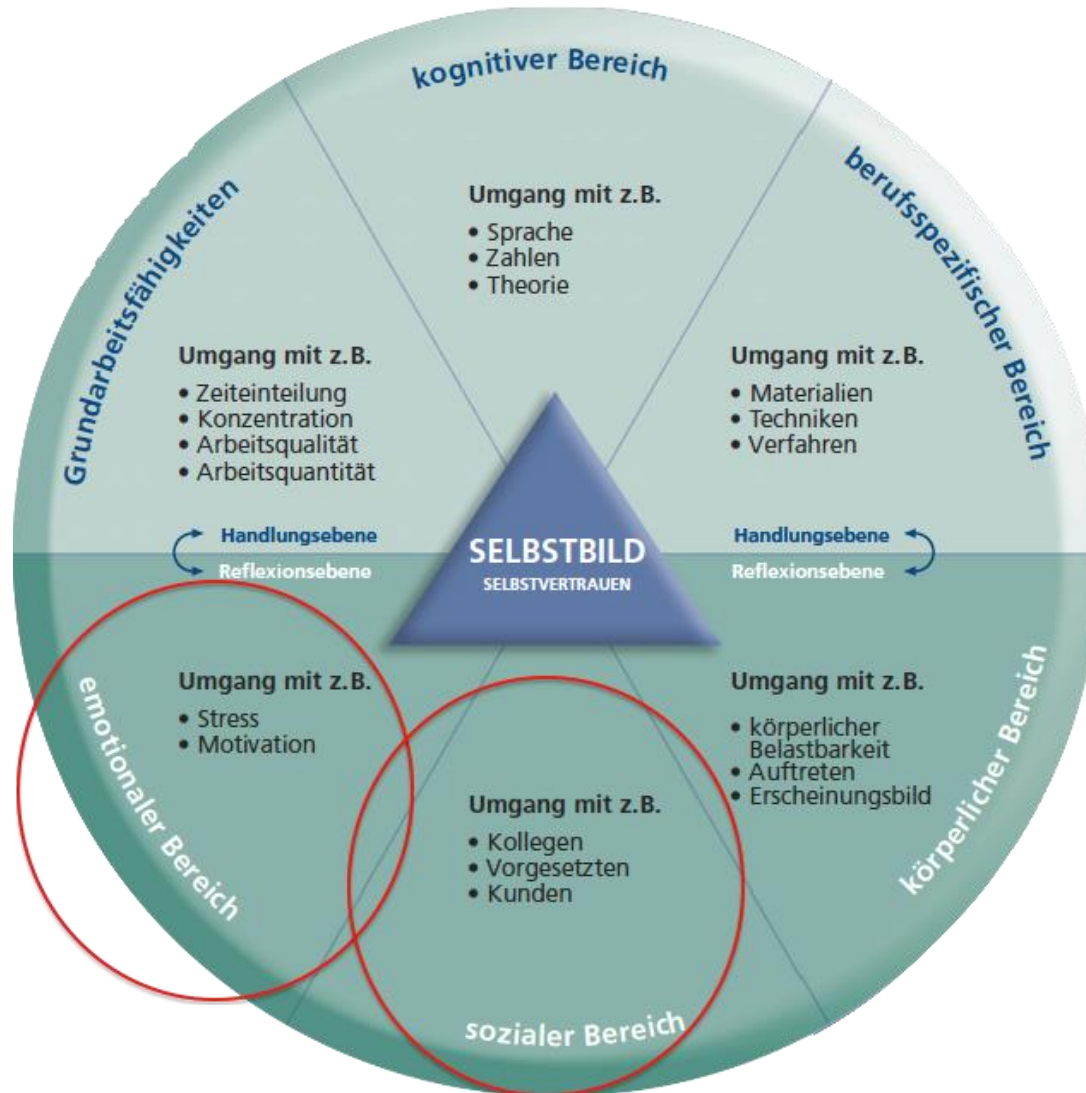 kognitiver Bereich
Umgang mit z.B.
• Sprache
• Zahlen
• Theorie
Grundarbeitsfähigkeiten
Umgang mit z.B.
• Zeiteinteilung
• Konzentration
• Arbeitsqualität
• Arbeitsquantität
berufsspezifischer Bereich
Umgang mit z.B.
• Materialien
• Techniken
• Verfahren
Handlungsebene
Reflexionsebene
SELBSTBILD
SELBSTVERTRAUEN
Handlungsebene
Reflexionsebene
emotionaler Bereich
Umgang mit z.B.
• Stress
• Motivation
Umgang mit z.B.
• Kollegen
• Vorgesetzten
• Kunden
sozialer Bereich
Umgang mit z.B.
• körperlicher
Belastbarkeit
• Auftreten
• Erscheinungsbild
körperlicher Bereich